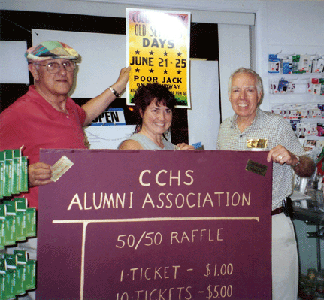 DAYS
JUNE 21-25
POOR JACK
OPEN
CCHS
ALUMNI ASSOCIATION
50/50 RAFFLE
1 TICKET - $1.00
10 TICKETS - $5.00